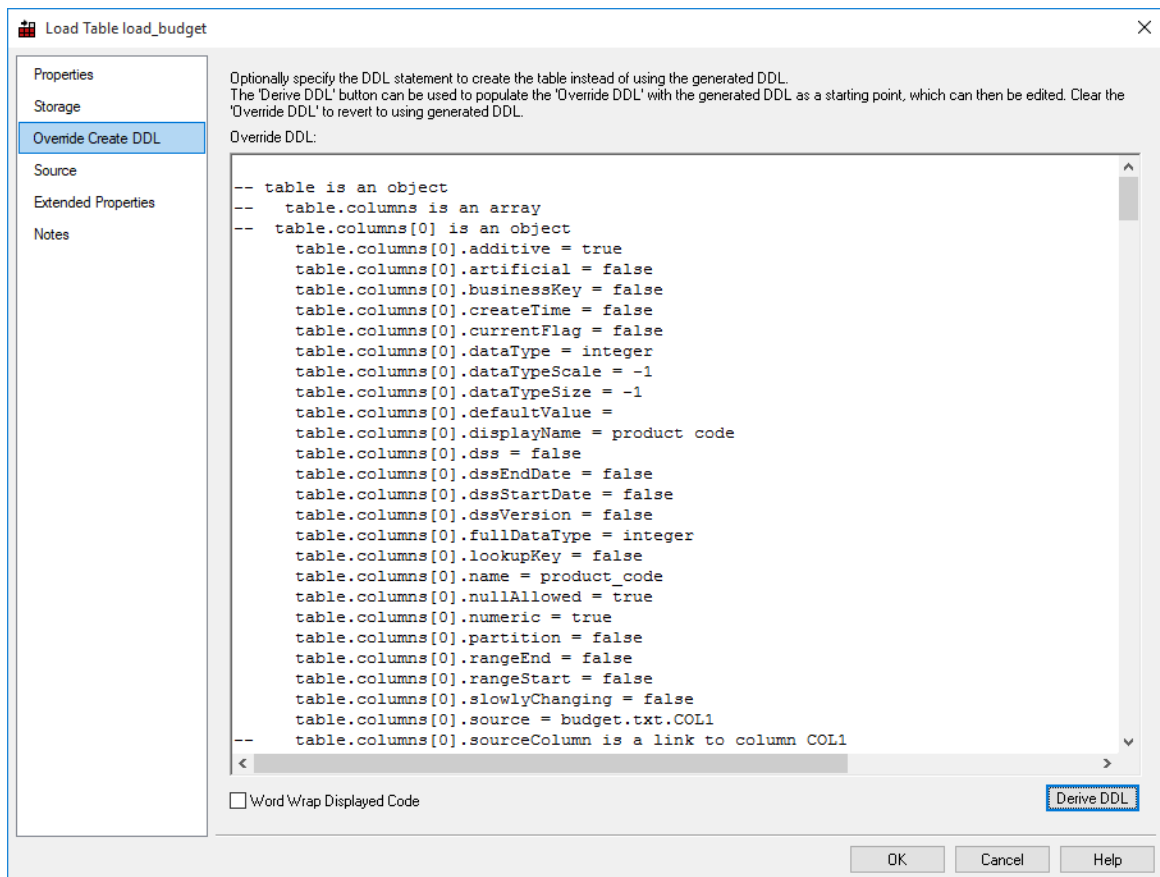 Load Table load_budget
Properties
Storage
Override Create DDL
Source
Extended Properties
Notes
Optionally specify the DDL statement to create the table instead of using the generated DDL.
The 'Derive DDL' button can be used to populate the 'Override DDL' with the generated DDL as a starting point, which can then be edited. Clear the
'Override DDL' to revert to using generated DDL.
Override DDL:
-- table is an object
--   table.columns is an array
--  table.columns[0] is an object
table.columns[0].additive = true
table.columns[0].artificial = false
table.columns[0].businessKey = false
table.columns[0].createTime = false
table.columns[0].currentFlag = false
table.columns[0].dataType = integer
table.columns[0].dataTypeScale = -1
table.columns[0].dataTypeSize = -1
table.columns[0].defaultValue =
table.columns[0].displayName = product code
table.columns[0].dss = false
table.columns[0].dssEndDate = false
table.columns[0].dssStartDate = false
table.columns[0].dssVersion = false
table.columns[0].fullDataType = integer
table.columns[0].lookupKey = false
table.columns[0].name = product_code
table.columns[0].nullAllowed = true
table.columns[0].numeric = true
table.columns[0].partition = false
table.columns[0].rangeEnd = false
table.columns[0].rangeStart = false
table.columns[0].slowlyChanging = false
table.columns[0].source = budget.txt.COL1
--    table.columns[0].sourceColumn is a link to column COL1
Word Wrap Displayed Code
Derive DDL
OK
Cancel
Help